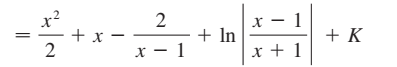 = x²/2 + x − 2/(x − 1) + ln |(x − 1)/(x + 1)| + K